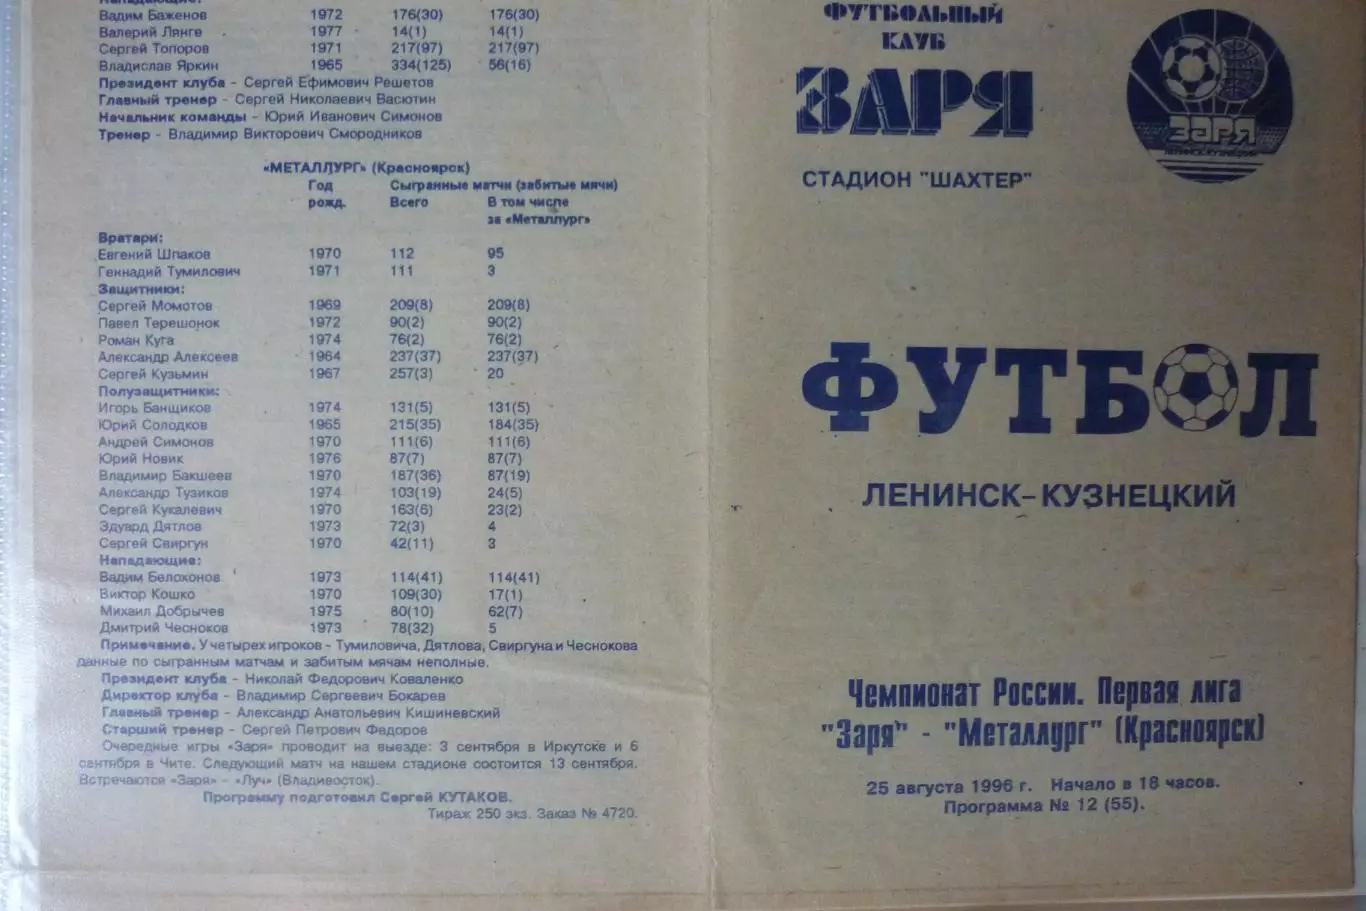 Нападающие:
Вадим Баженов 1972 176(30) 176(30)
Валерий Лянге 1977 14(1) 14(1)
Сергей Топоров 1971 217(97) 217(97)
Владислав Яркин 1965 334(125) 56(16)
Президент клуба - Сергей Ефимович Решетов
Главный тренер - Сергей Николаевич Васютин
Начальник команды - Юрий Иванович Симонов
Тренер - Владимир Викторович Смородников
«МЕТАЛЛУРГ» (Красноярск)
Год Сыгранные матчи (забитые мячи)
рожд. Всего В том числе
за «Металлург»
Вратари:
Евгений Шпаков 1970 112 95
Геннадий Тумилович 1971 111 3
Защитники:
Сергей Момотов 1969 209(8) 209(8)
Павел Терешонок 1972 90(2) 90(2)
Роман Куга 1974 76(2) 76(2)
Александр Алексеев 1964 237(37) 237(37)
Сергей Кузьмин 1967 257(3) 20
Полузащитники:
Игорь Банщиков 1974 131(5) 131(5)
Юрий Солодков 1965 215(35) 184(35)
Андрей Симонов 1970 111(6) 111(6)
Юрий Новик 1976 87(7) 87(7)
Владимир Бакшеев 1970 187(36) 87(19)
Александр Тузиков 1974 103(19) 24(5)
Сергей Кукалевич 1970 163(6) 23(2)
Эдуард Дятлов 1973 72(3) 4
Сергей Свиргун 1970 42(11) 3
Нападающие:
Вадим Белохонов 1973 114(41) 114(41)
Виктор Кошко 1970 109(30) 17(1)
Михаил Добрычев 1975 80(10) 62(7)
Дмитрий Чесноков 1973 78(32) 5
Примечание. У четырех игроков - Тумиловича, Дятлова, Свиргуна и Чеснокова
данные по сыгранным матчам и забитым мячам неполные.
Президент клуба - Николай Федорович Коваленко
Директор клуба - Владимир Сергеевич Бокарев
Главный тренер - Александр Анатольевич Кишиневский
Старший тренер - Сергей Петрович Федоров
Очередные игры «Заря» проводит на выезде: 3 сентября в Иркутске и 6
сентября в Чите. Следующий матч на нашем стадионе состоится 13 сентября.
Встречаются «Заря» - «Луч» (Владивосток).
Программу подготовил Сергей КУТАКОВ.
Тираж 250 экз. Заказ № 4720.
ФУТБОЛЬНЫЙ
КЛУБ
ЗАРЯ
СТАДИОН "ШАХТЕР"
ЗАРЯ
ЛЕНИНСК-КУЗНЕЦКИЙ
ФУТБОЛ
ЛЕНИНСК-КУЗНЕЦКИЙ
Чемпионат России. Первая лига
"Заря" - "Металлург" (Красноярск)
25 августа 1996 г. Начало в 18 часов.
Программа № 12 (55).